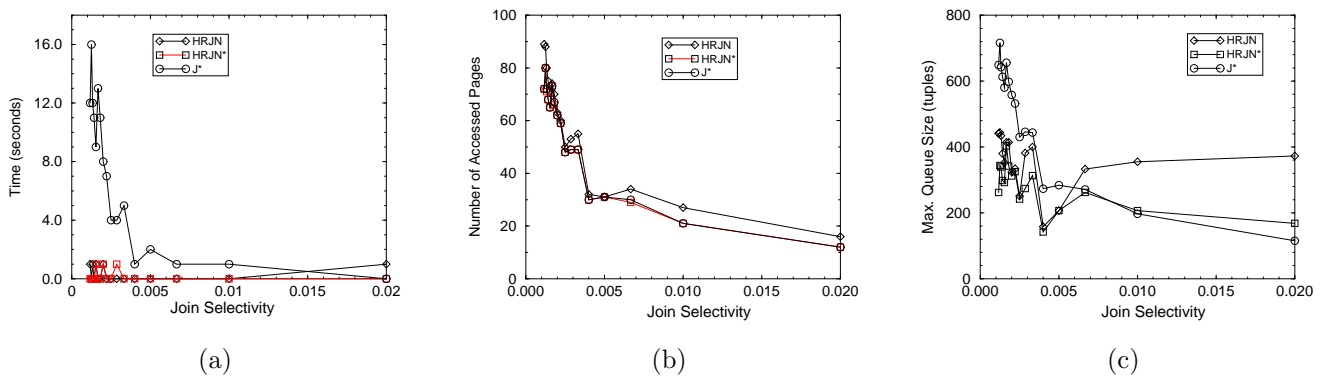 16.0
12.0
8.0
4.0
0.0
Time (seconds)
HRJN
HRJN*
J*
0 0.005 0.01 0.015 0.02
Join Selectivity
(a)
100
80
60
40
20
0
Number of Accessed Pages
HRJN
HRJN*
J*
0.000 0.005 0.010 0.015 0.020
Join Selectivity
(b)
800
600
400
200
0
Max. Queue Size (tuples)
HRJN
HRJN*
J*
0.000 0.005 0.010 0.015 0.020
Join Selectivity
(c)